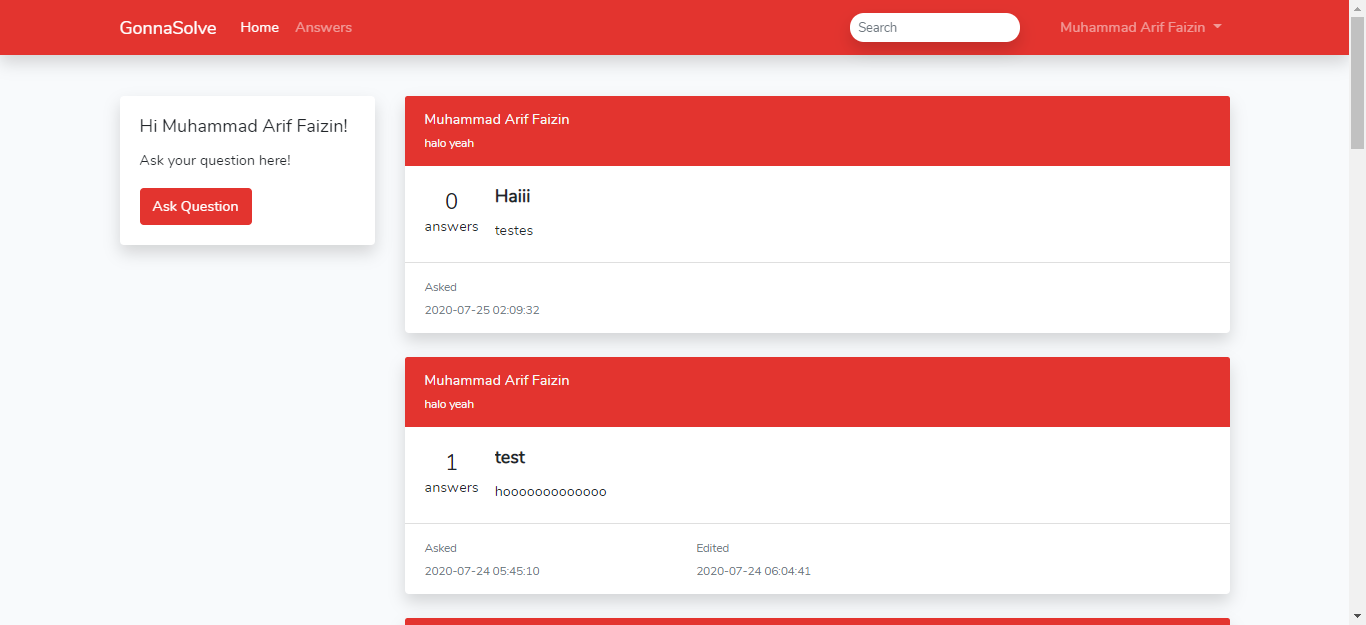 GonnaSolve Home Answers Search Muhammad Arif Faizin
Hi Muhammad Arif Faizin!
Ask your question here!
Ask Question
Muhammad Arif Faizin
halo yeah
0
answers
Haiii
testes
Asked
2020-07-25 02:09:32
Muhammad Arif Faizin
halo yeah
1
answers
test
hooooooooooooo
Asked
2020-07-24 05:45:10
Edited
2020-07-24 06:04:41